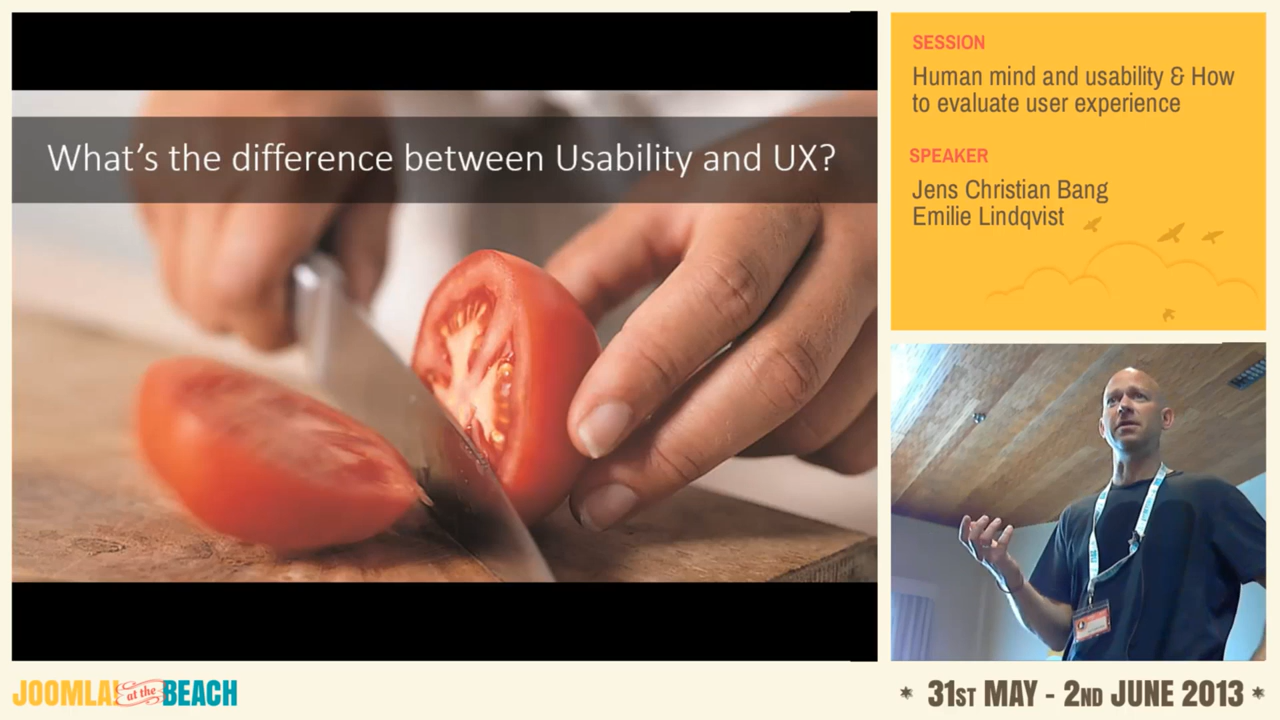 What's the difference between Usability and UX?
SESSION
Human mind and usability & How
to evaluate user experience
SPEAKER
Jens Christian Bang
Emilie Lindqvist
JOOMLA! at the BEACH
* 31ST MAY - 2ND JUNE 2013 *